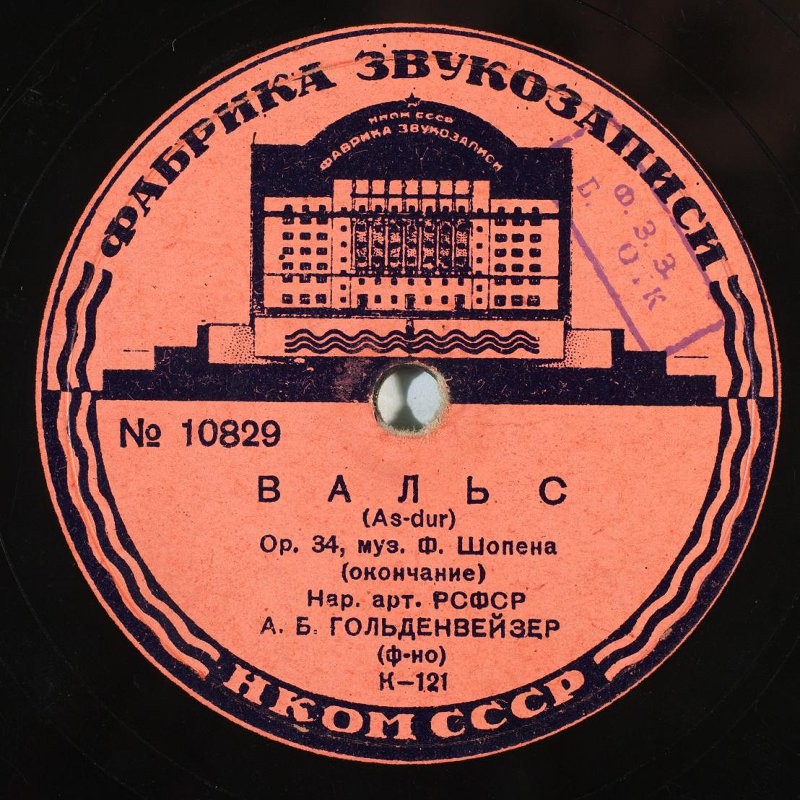 ФАБРИКА ЗВУКОЗАПИСИ
НКОМ СССР
ФАБРИКА ЗВУКОЗАПИСИ
Ф.З.З.
О.К
№ 10829
ВАЛЬС
(As-dur)
Op. 34, муз. Ф. Шопена
(окончание)
Нар. арт. РСФСР
А. Б. ГОЛЬДЕНВЕЙЗЕР
(ф-но)
К-121
НКОМ СССР